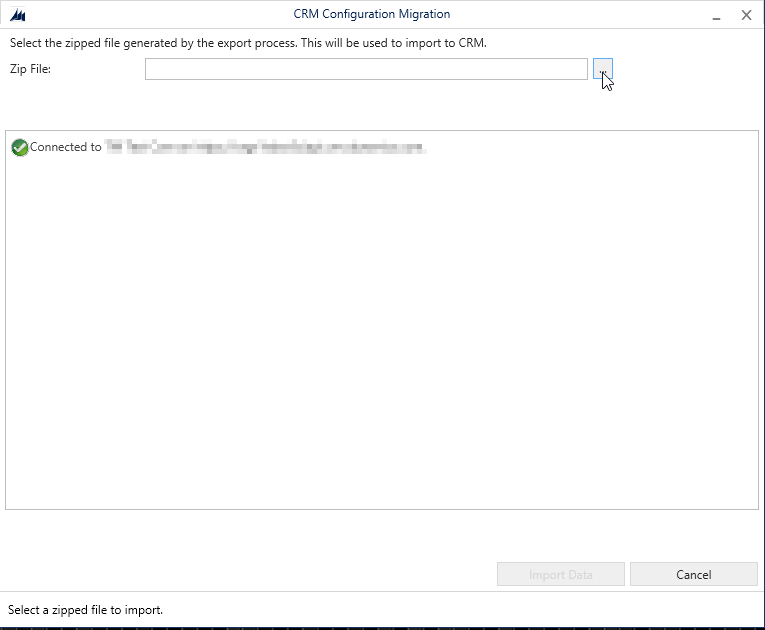 CRM Configuration Migration
Select the zipped file generated by the export process. This will be used to import to CRM.
Zip File:
...
Connected to
Import Data
Cancel
Select a zipped file to import.